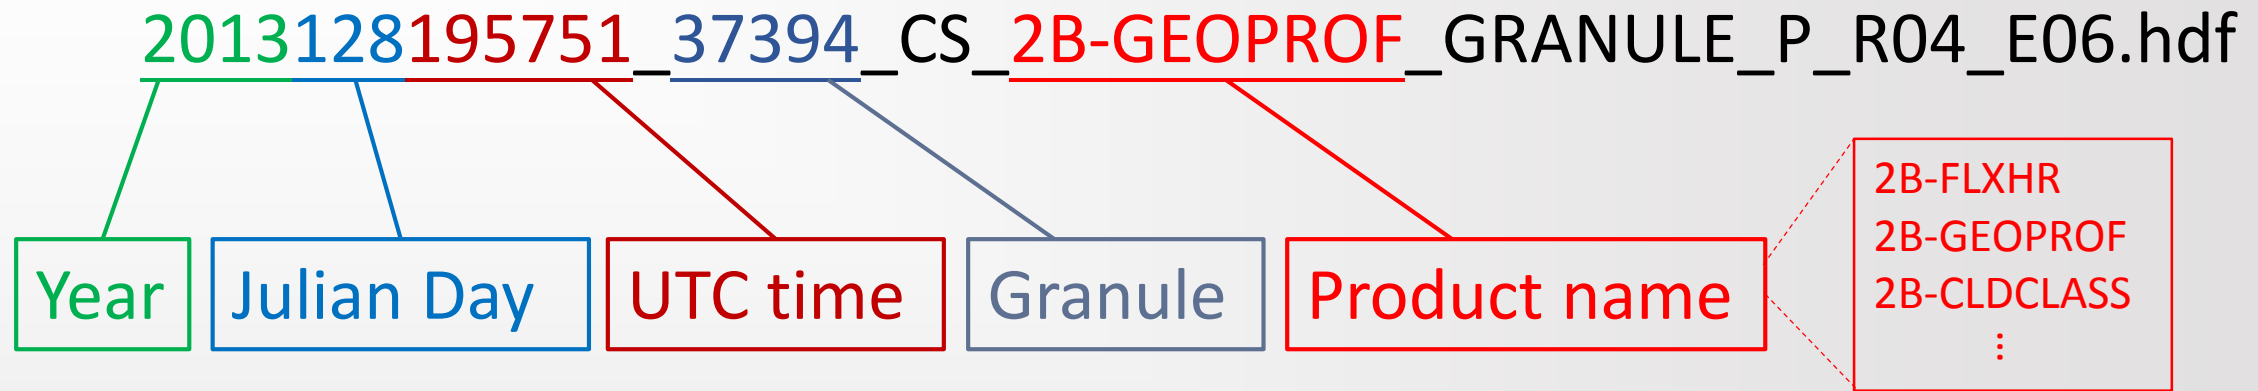 2013128195751_37394_CS_2B-GEOPROF_GRANULE_P_R04_E06.hdf
Year
Julian Day
UTC time
Granule
Product name
2B-FLXHR
2B-GEOPROF
2B-CLDCLASS
⋮